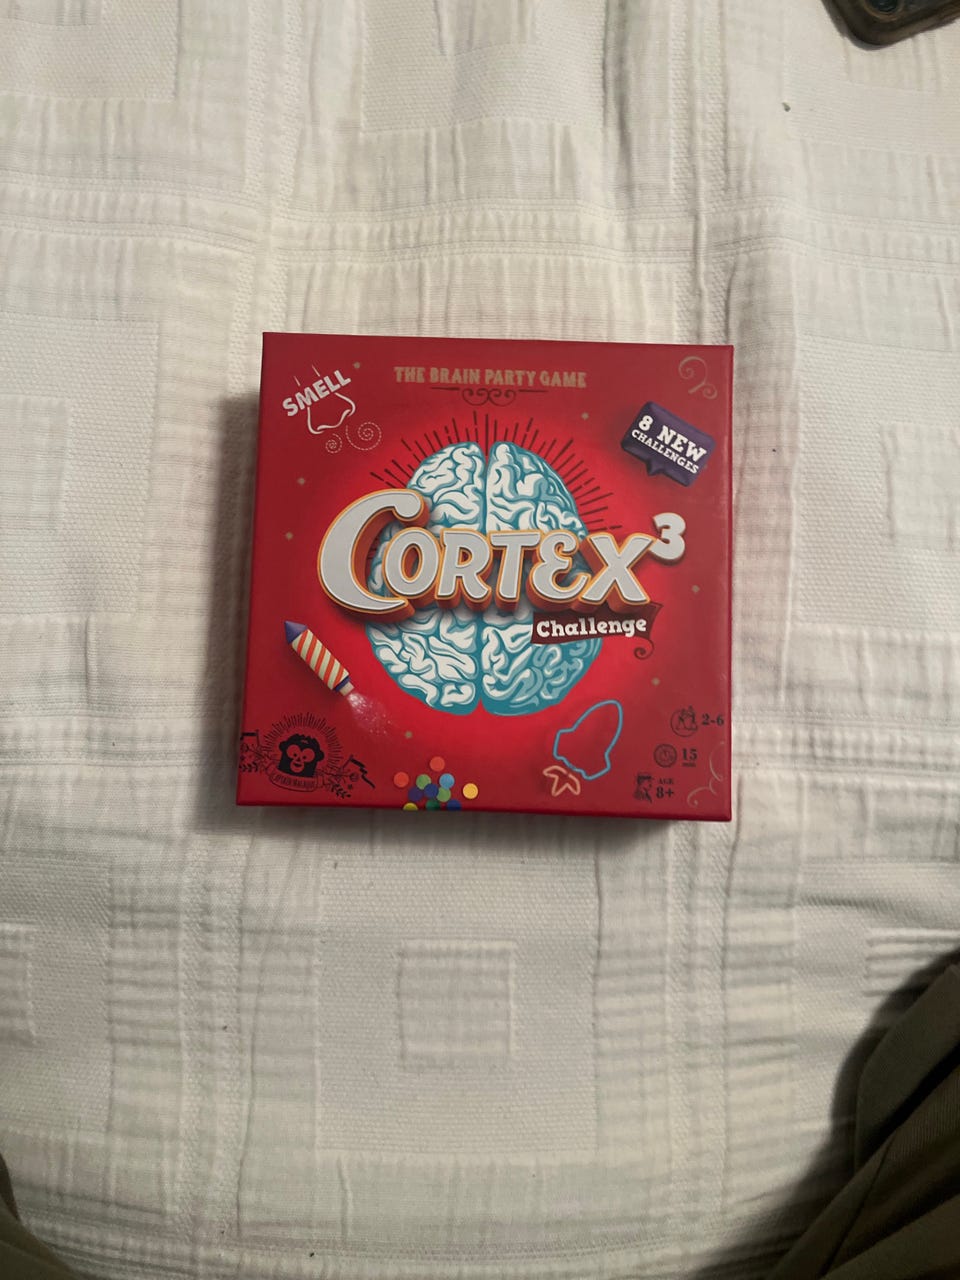 THE BRAIN PARTY GAME
SMELL
8 NEW
CHALLENGES
CORTEX³
Challenge
2-6
15
AGE
8+